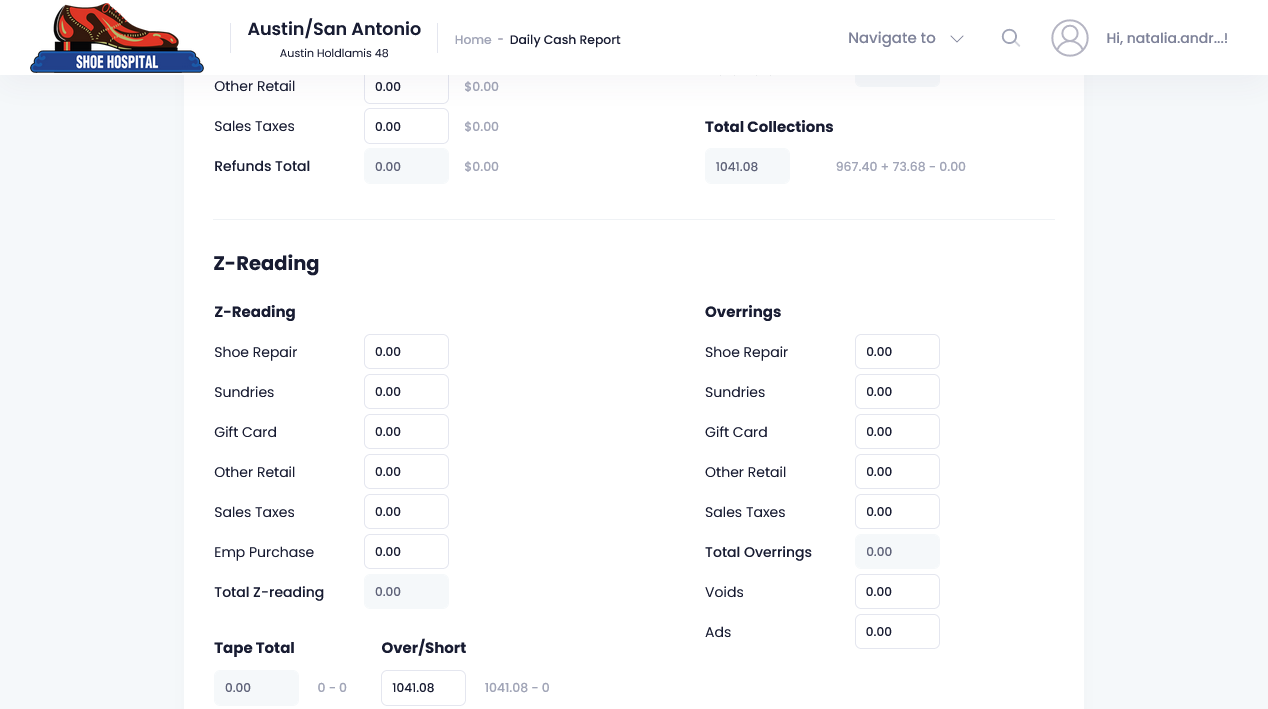 SHOE HOSPITAL
Austin/San Antonio
Austin Holdlamis 48
Home - Daily Cash Report
Navigate to
Hi, natalia.andr...!
Other Retail 0.00 $0.00
Sales Taxes 0.00 $0.00
Refunds Total 0.00 $0.00
Total Collections
1041.08 967.40 + 73.68 - 0.00
Z-Reading
Z-Reading
Shoe Repair 0.00
Sundries 0.00
Gift Card 0.00
Other Retail 0.00
Sales Taxes 0.00
Emp Purchase 0.00
Total Z-reading 0.00
Overrings
Shoe Repair 0.00
Sundries 0.00
Gift Card 0.00
Other Retail 0.00
Sales Taxes 0.00
Total Overrings 0.00
Voids 0.00
Ads 0.00
Tape Total Over/Short
0.00 0 - 0 1041.08 1041.08 - 0